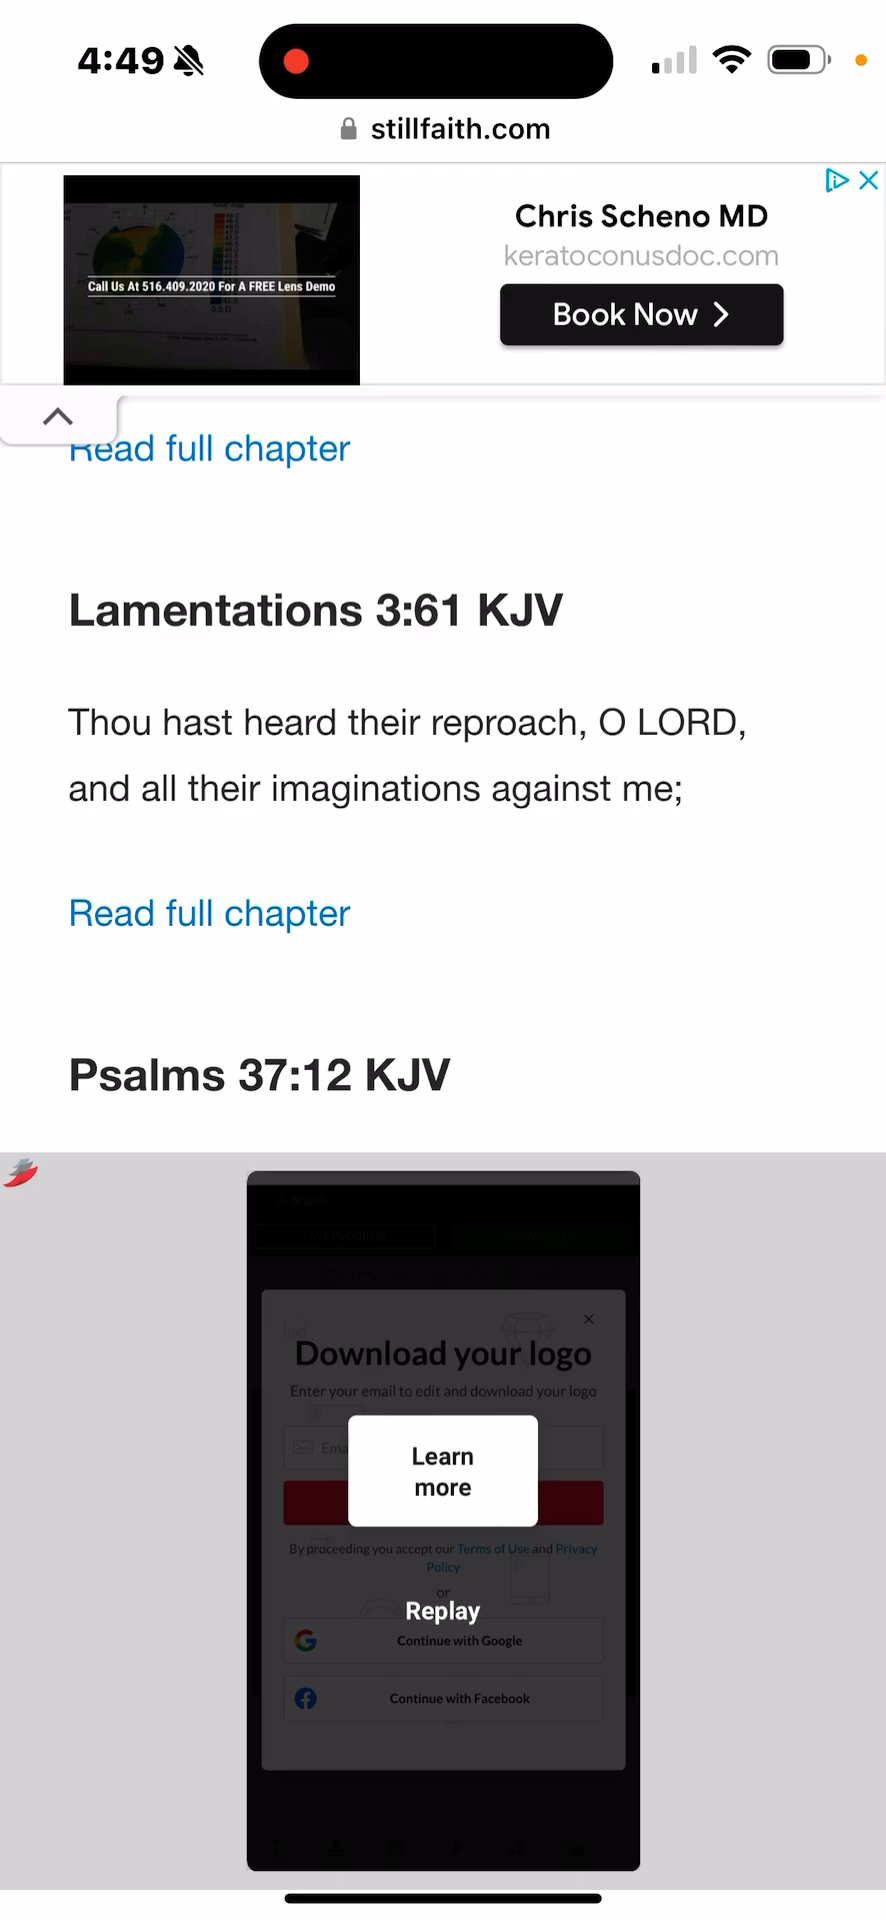 4:49
stillfaith.com
Call Us At 516.409.2020 For A FREE Lens Demo
Chris Scheno MD
keratoconusdoc.com
Book Now
Read full chapter
Lamentations 3:61 KJV
Thou hast heard their reproach, O LORD,
and all their imaginations against me;
Read full chapter
Psalms 37:12 KJV
Download your logo
Enter your email to edit and download your logo
Learn
more
By proceeding you accept our Terms of Use and Privacy
Policy
or
Replay
Continue with Google
Continue with Facebook